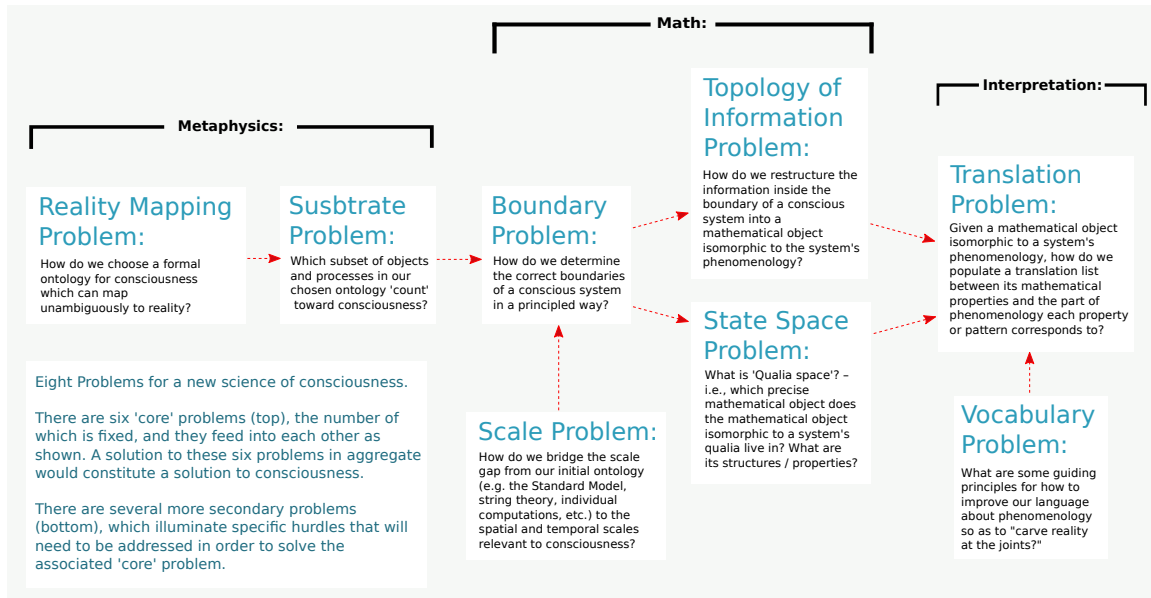 Math:
Interpretation:
Metaphysics:
Reality Mapping
Problem:
How do we choose a formal
ontology for consciousness
which can map
unambiguously to reality?
Susbtrate
Problem:
Which subset of objects
and processes in our
chosen ontology 'count'
toward consciousness?
Boundary
Problem:
How do we determine
the correct boundaries
of a conscious system
in a principled way?
Topology of
Information
Problem:
How do we restructure the
information inside the
boundary of a conscious
system into a
mathematical object
isomorphic to the system's
phenomenology?
State Space
Problem:
What is 'Qualia space'? –
i.e., which precise
mathematical object does
the mathematical object
isomorphic to a system's
qualia live in? What are
its structures / properties?
Translation
Problem:
Given a mathematical object
isomorphic to a system's
phenomenology, how do we
populate a translation list
between its mathematical
properties and the part of
phenomenology each property
or pattern corresponds to?
Eight Problems for a new science of consciousness.
There are six 'core' problems (top), the number of
which is fixed, and they feed into each other as
shown. A solution to these six problems in aggregate
would constitute a solution to consciousness.
There are several more secondary problems
(bottom), which illuminate specific hurdles that will
need to be addressed in order to solve the
associated 'core' problem.
Scale Problem:
How do we bridge the scale
gap from our initial ontology
(e.g. the Standard Model,
string theory, individual
computations, etc.) to the
spatial and temporal scales
relevant to consciousness?
Vocabulary
Problem:
What are some guiding
principles for how to
improve our language
about phenomenology
so as to "carve reality
at the joints?"